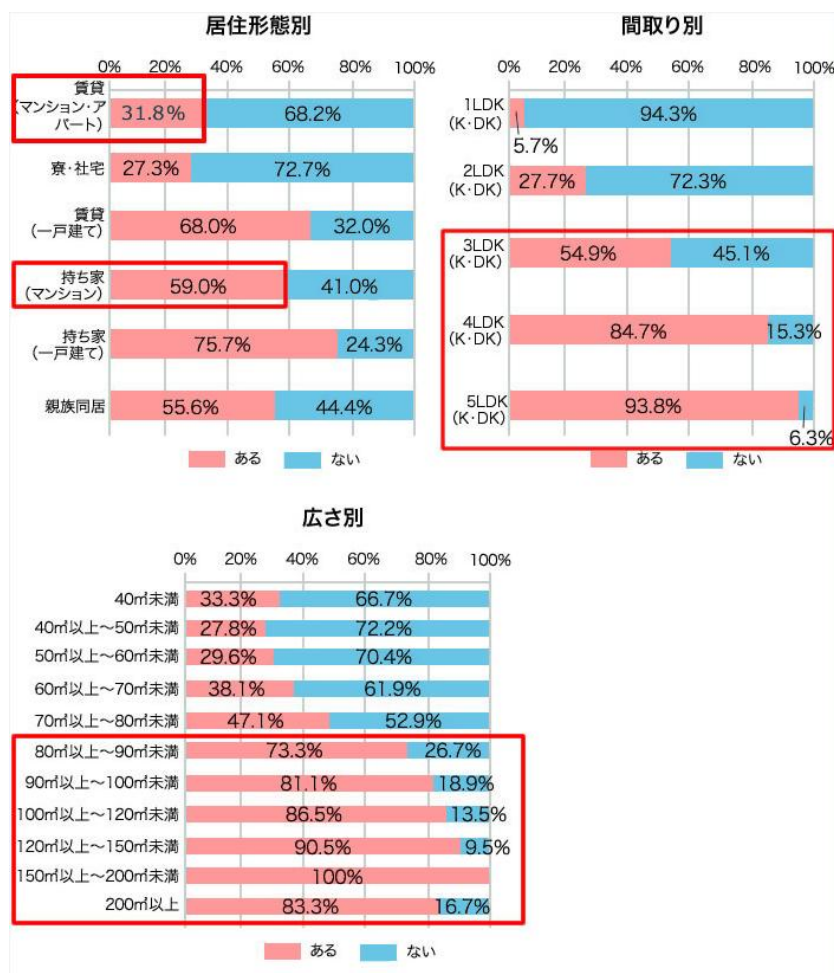 居住形態別
0% 20% 40% 60% 80% 100%
賃貸
(マンション・ア
パート)
31.8% 68.2%
寮・社宅 27.3% 72.7%
賃貸
(一戸建て)
68.0% 32.0%
持ち家
(マンション)
59.0% 41.0%
持ち家
(一戸建て)
75.7% 24.3%
親族同居 55.6% 44.4%
ある ない
間取り別
0% 20% 40% 60% 80% 100%
1LDK
(K・DK)
94.3%
5.7%
2LDK
(K・DK)
27.7% 72.3%
3LDK
(K・DK)
54.9% 45.1%
4LDK
(K・DK)
84.7% 15.3%
5LDK
(K・DK)
93.8%
6.3%
ある ない
広さ別
0% 20% 40% 60% 80% 100%
40㎡未満 33.3% 66.7%
40㎡以上～50㎡未満 27.8% 72.2%
50㎡以上～60㎡未満 29.6% 70.4%
60㎡以上～70㎡未満 38.1% 61.9%
70㎡以上～80㎡未満 47.1% 52.9%
80㎡以上～90㎡未満 73.3% 26.7%
90㎡以上～100㎡未満 81.1% 18.9%
100㎡以上～120㎡未満 86.5% 13.5%
120㎡以上～150㎡未満 90.5% 9.5%
150㎡以上～200㎡未満 100%
200㎡以上 83.3% 16.7%
ある ない